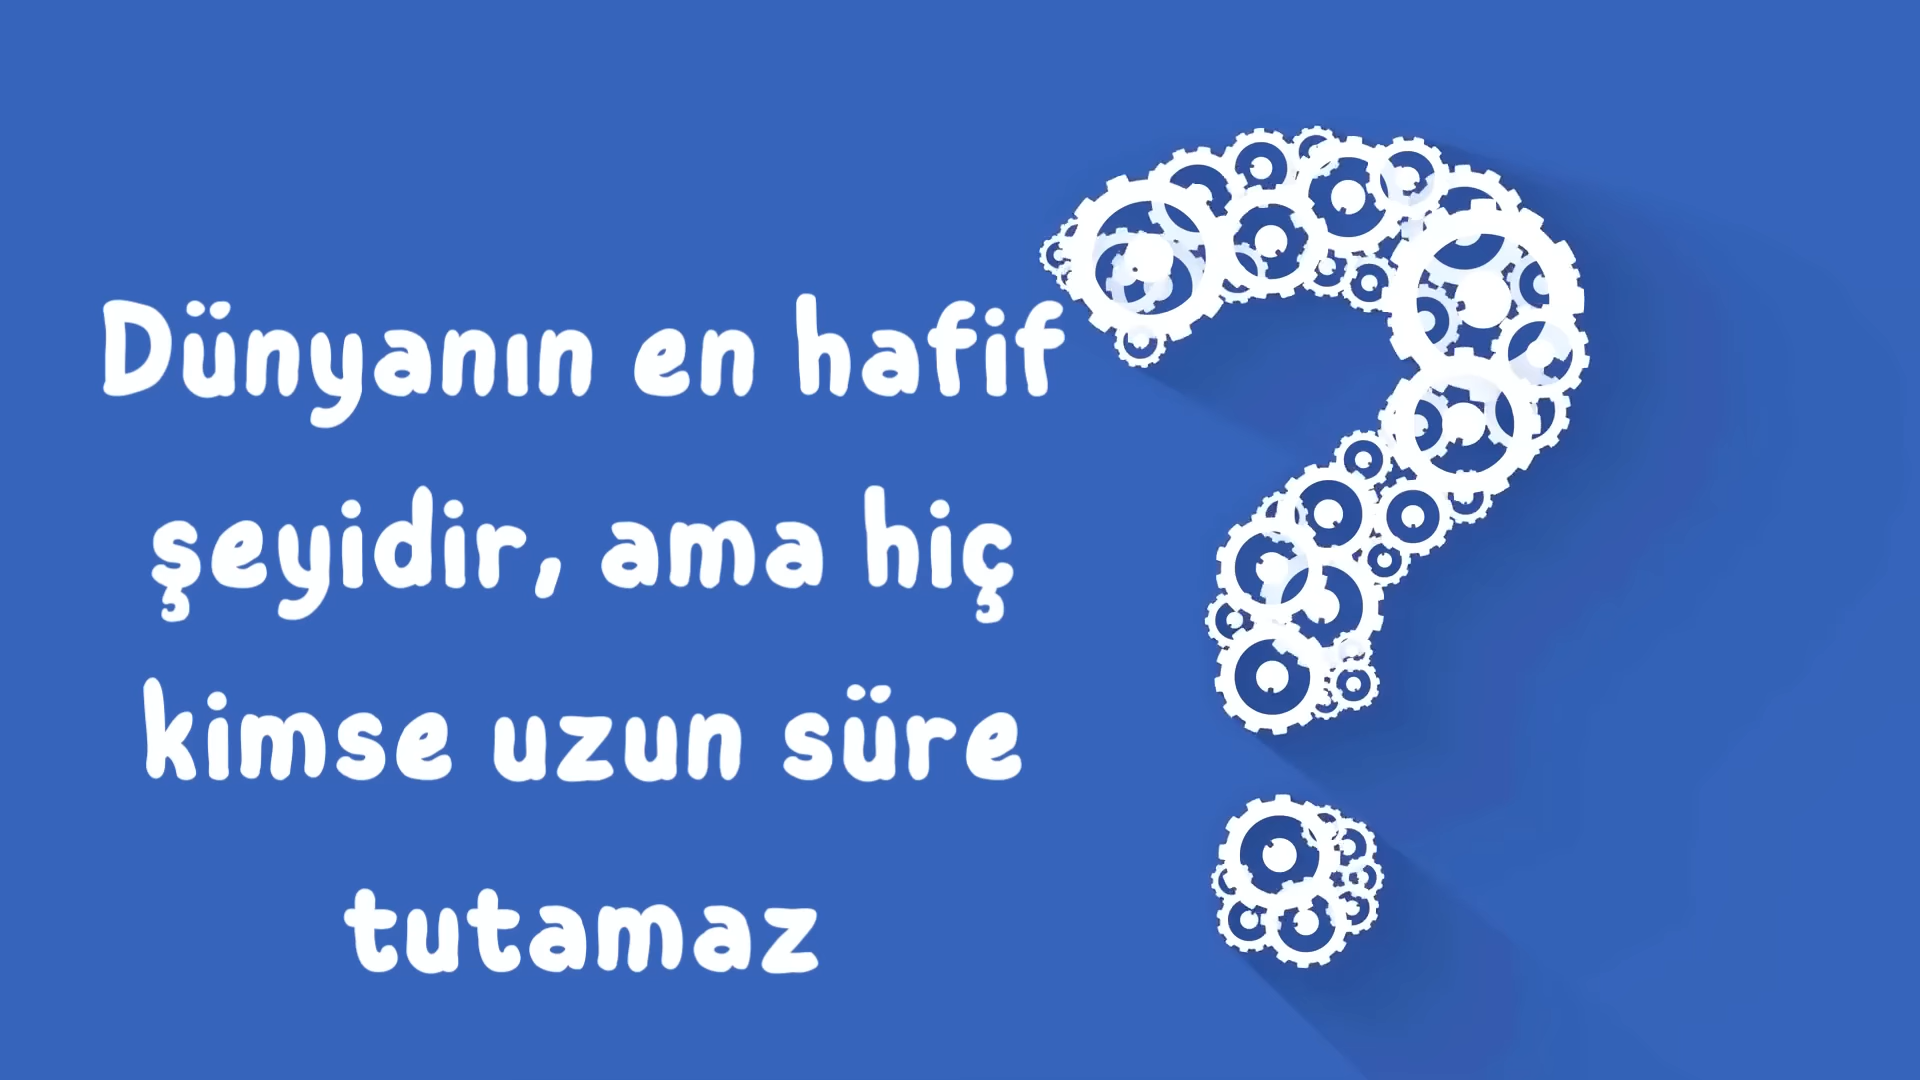 Dünyanın en hafif
şeyidir, ama hiç
kimse uzun süre
tutamaz